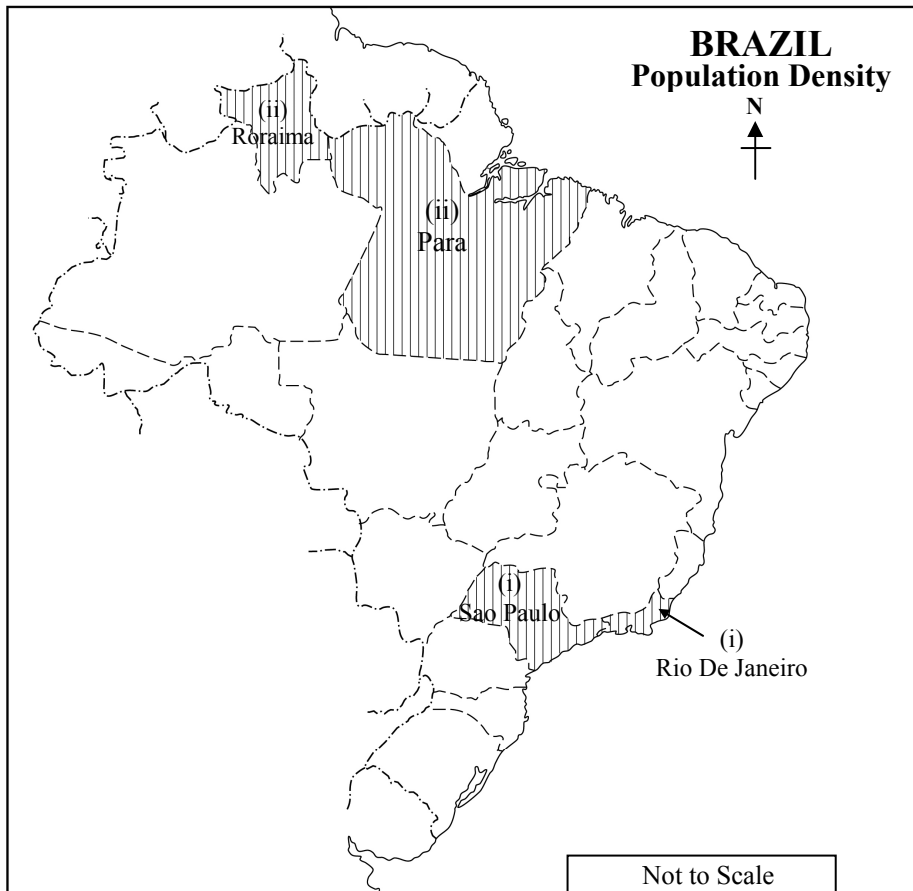 BRAZIL
Population Density
N
(ii)
Roraima
(ii)
Para
(i)
Sao Paulo
(i)
Rio De Janeiro
Not to Scale